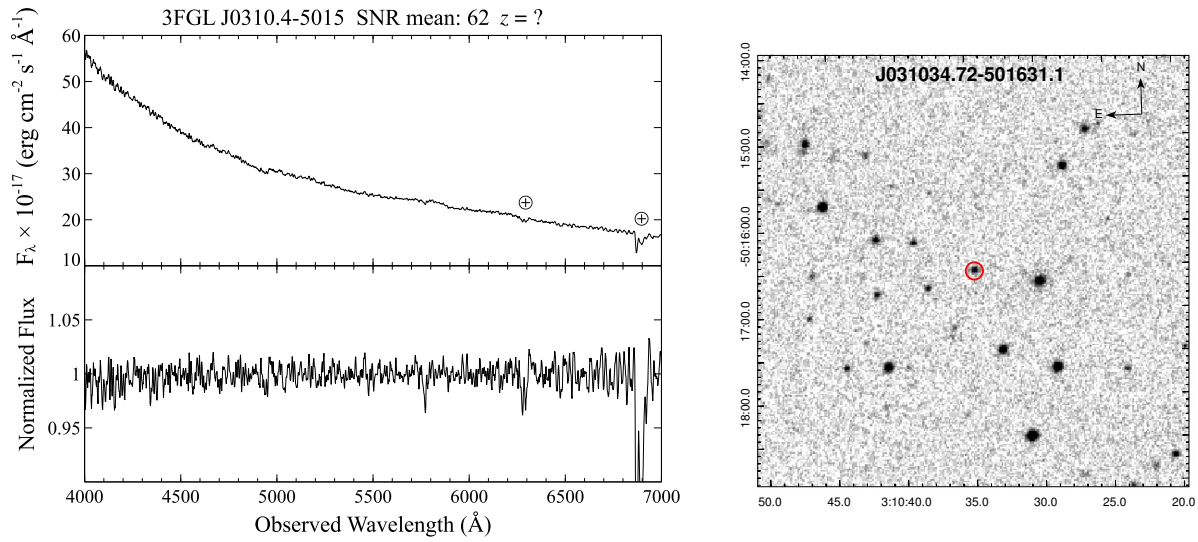 3FGL J0310.4-5015 SNR mean: 62 z = ?
F_λ × 10⁻¹⁷ (erg cm⁻² s⁻¹ Å⁻¹)
60
50
40
30
20
10
Normalized Flux
1.05
1
0.95
4000 4500 5000 5500 6000 6500 7000
Observed Wavelength (Å)
J031034.72-501631.1
N
E
14:00.0
15:00.0
-50:16:00.0
17:00.0
18:00.0
50.0 45.0 3:10:40.0 35.0 30.0 25.0 20.0